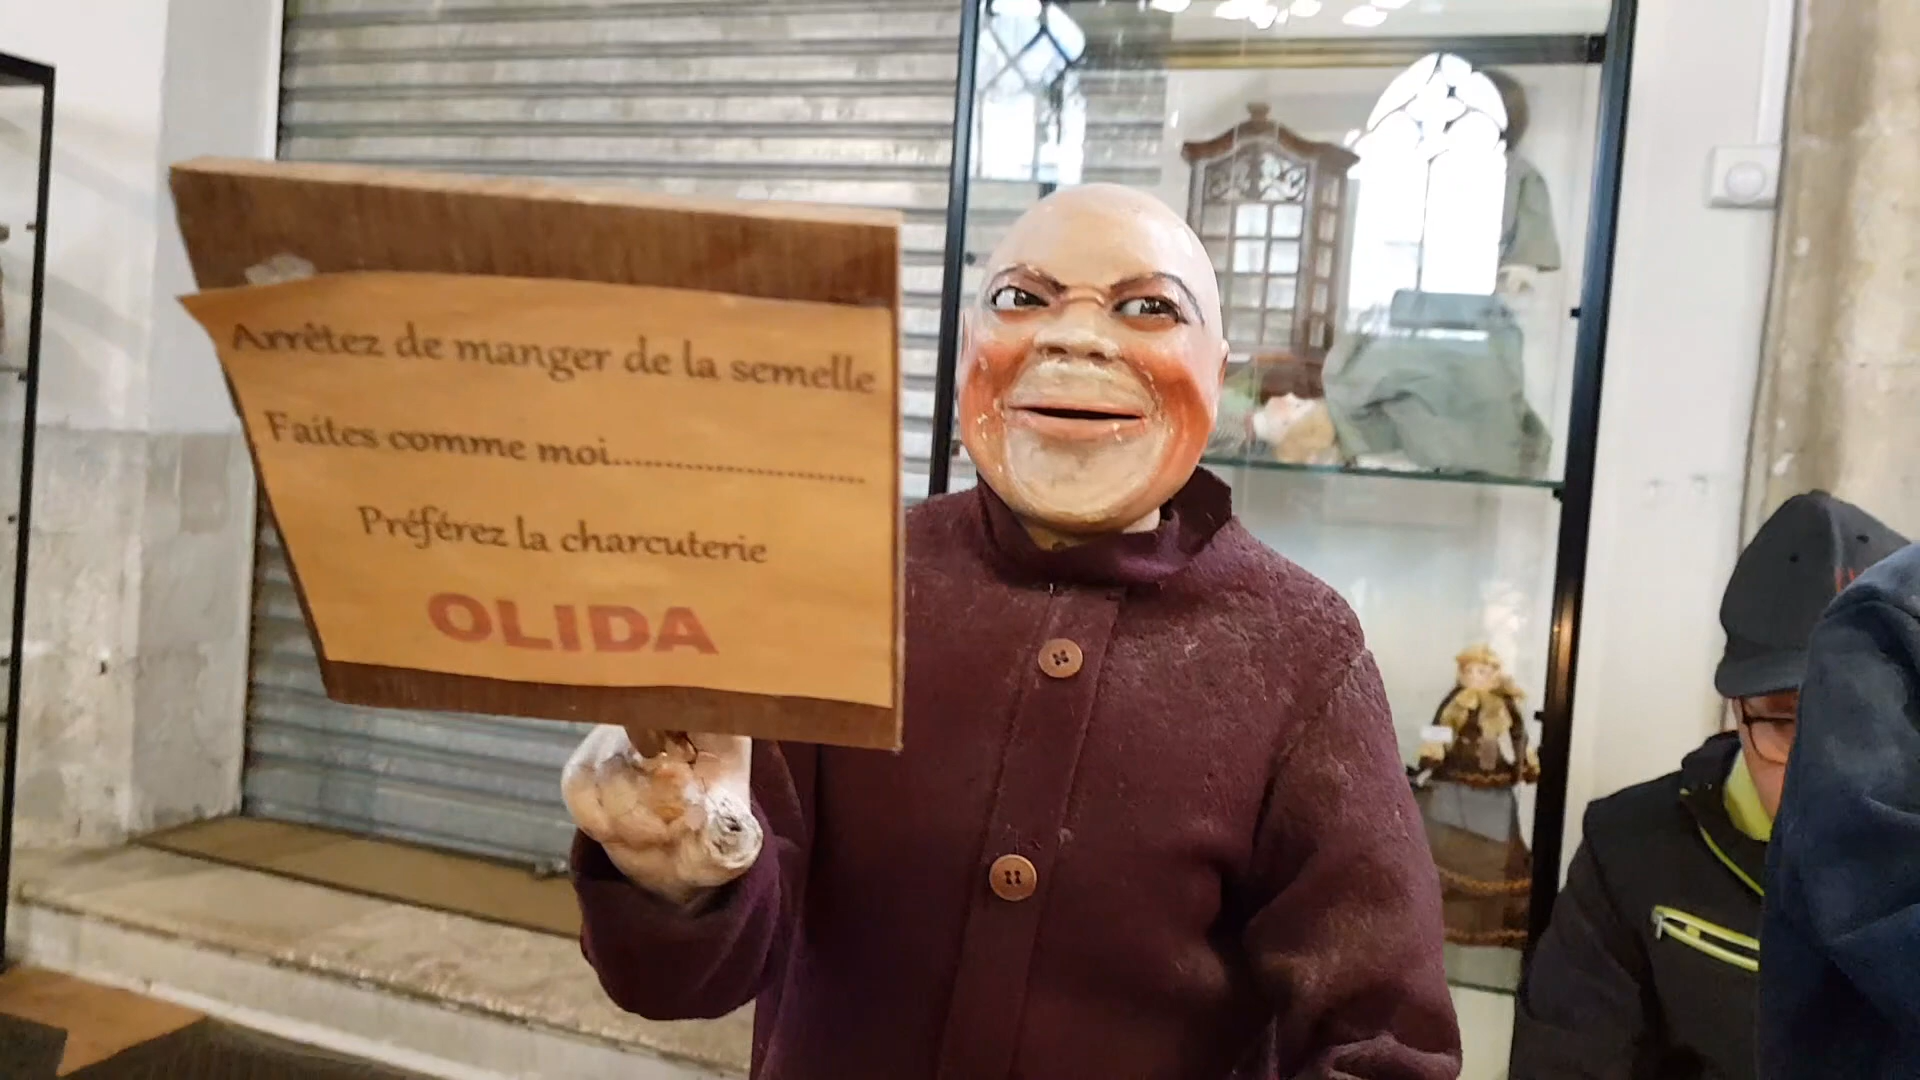 Arrêtez de manger de la semelle
Faites comme moi..........................
Préférez la charcuterie
OLIDA